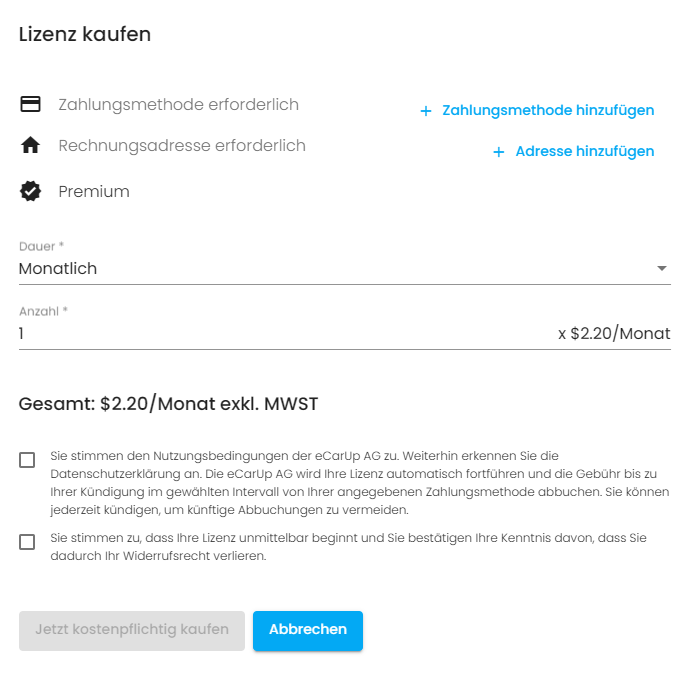 Lizenz kaufen
Zahlungsmethode erforderlich
+ Zahlungsmethode hinzufügen
Rechnungsadresse erforderlich
+ Adresse hinzufügen
Premium
Dauer *
Monatlich
Anzahl *
1 x $2.20/Monat
Gesamt: $2.20/Monat exkl. MWST
Sie stimmen den Nutzungsbedingungen der eCarUp AG zu. Weiterhin erkennen Sie die
Datenschutzerklärung an. Die eCarUp AG wird Ihre Lizenz automatisch fortführen und die Gebühr bis zu
Ihrer Kündigung im gewählten Intervall von Ihrer angegebenen Zahlungsmethode abbuchen. Sie können
jederzeit kündigen, um künftige Abbuchungen zu vermeiden.
Sie stimmen zu, dass Ihre Lizenz unmittelbar beginnt und Sie bestätigen Ihre Kenntnis davon, dass Sie
dadurch Ihr Widerrufsrecht verlieren.
Jetzt kostenpflichtig kaufen
Abbrechen